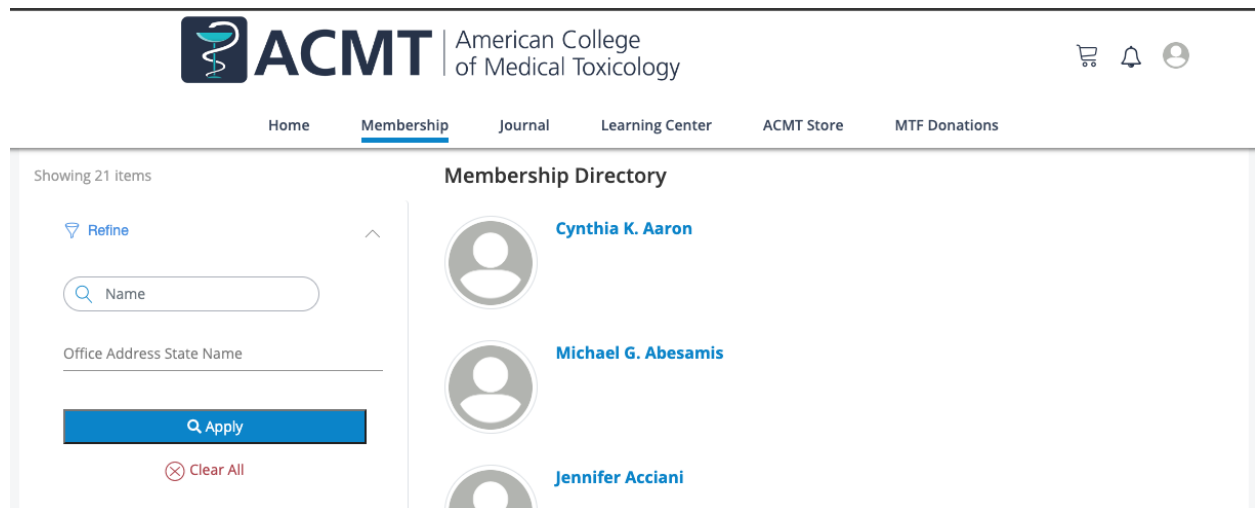 ACMT
American College
of Medical Toxicology
Home Membership Journal Learning Center ACMT Store MTF Donations
Showing 21 items
Refine
Name
Office Address State Name
Apply
Clear All
Membership Directory
Cynthia K. Aaron
Michael G. Abesamis
Jennifer Acciani